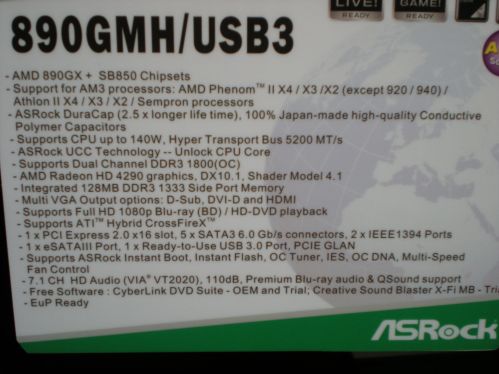 LIVE!
READY
GAME!
READY
890GMH/USB3
- AMD 890GX + SB850 Chipsets
- Support for AM3 processors: AMD Phenom™ II X4 / X3 /X2 (except 920 / 940) /
Athlon II X4 / X3 / X2 / Sempron processors
- ASRock DuraCap (2.5 x longer life time), 100% Japan-made high-quality Conductive
Polymer Capacitors
- Supports CPU up to 140W, Hyper Transport Bus 5200 MT/s
- ASRock UCC Technology -- Unlock CPU Core
- Supports Dual Channel DDR3 1800(OC)
- AMD Radeon HD 4290 graphics, DX10.1, Shader Model 4.1
- Integrated 128MB DDR3 1333 Side Port Memory
- Multi VGA Output options: D-Sub, DVI-D and HDMI
- Supports Full HD 1080p Blu-ray (BD) / HD-DVD playback
- Supports ATI™ Hybrid CrossFireX™
- 1 x PCI Express 2.0 x16 slot, 5 x SATA3 6.0 Gb/s connectors, 2 x IEEE1394 Ports
- 1 x eSATAIII Port, 1 x Ready-to-Use USB 3.0 Port, PCIE GLAN
- Supports ASRock Instant Boot, Instant Flash, OC Tuner, IES, OC DNA, Multi-Speed
Fan Control
- 7.1 CH HD Audio (VIA® VT2020), 110dB, Premium Blu-ray audio & QSound support
- Free Software : CyberLink DVD Suite - OEM and Trial; Creative Sound Blaster X-Fi MB - Tria
- EuP Ready
ASRock